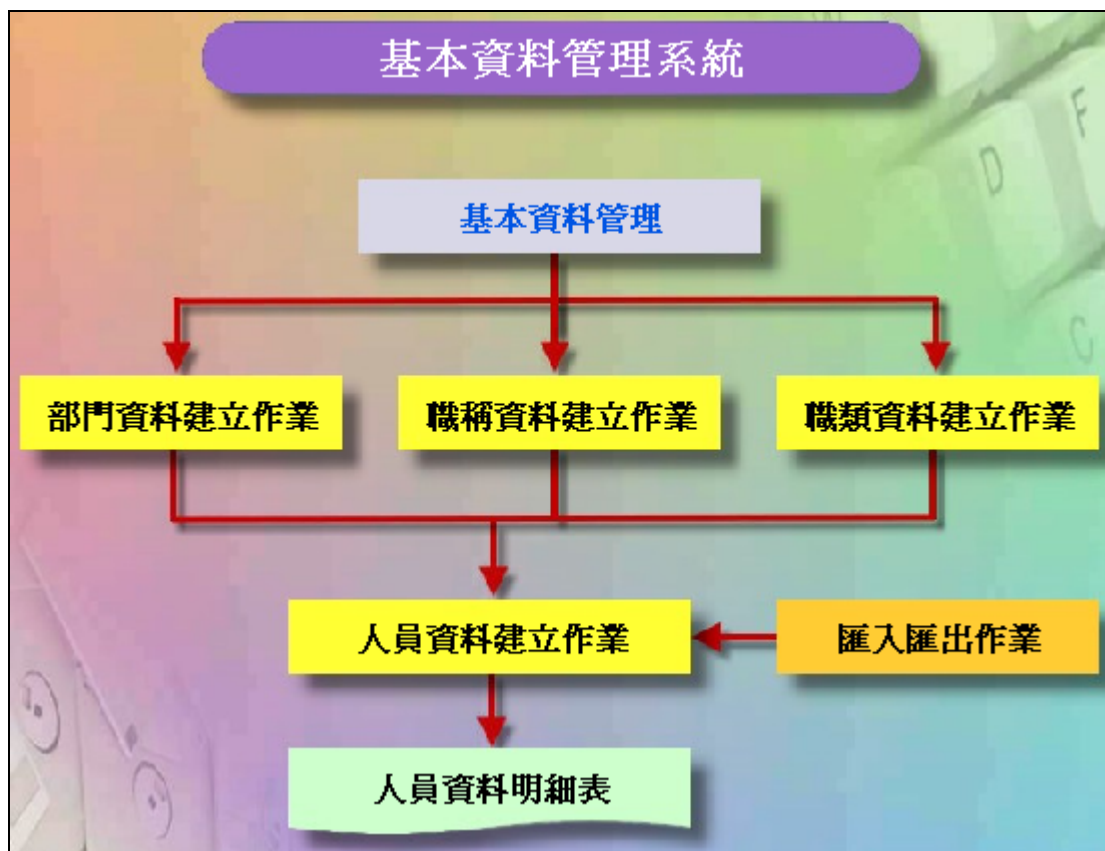 基本資料管理系統
基本資料管理
部門資料建立作業
職稱資料建立作業
職類資料建立作業
人員資料建立作業
匯入匯出作業
人員資料明細表
D
F
C